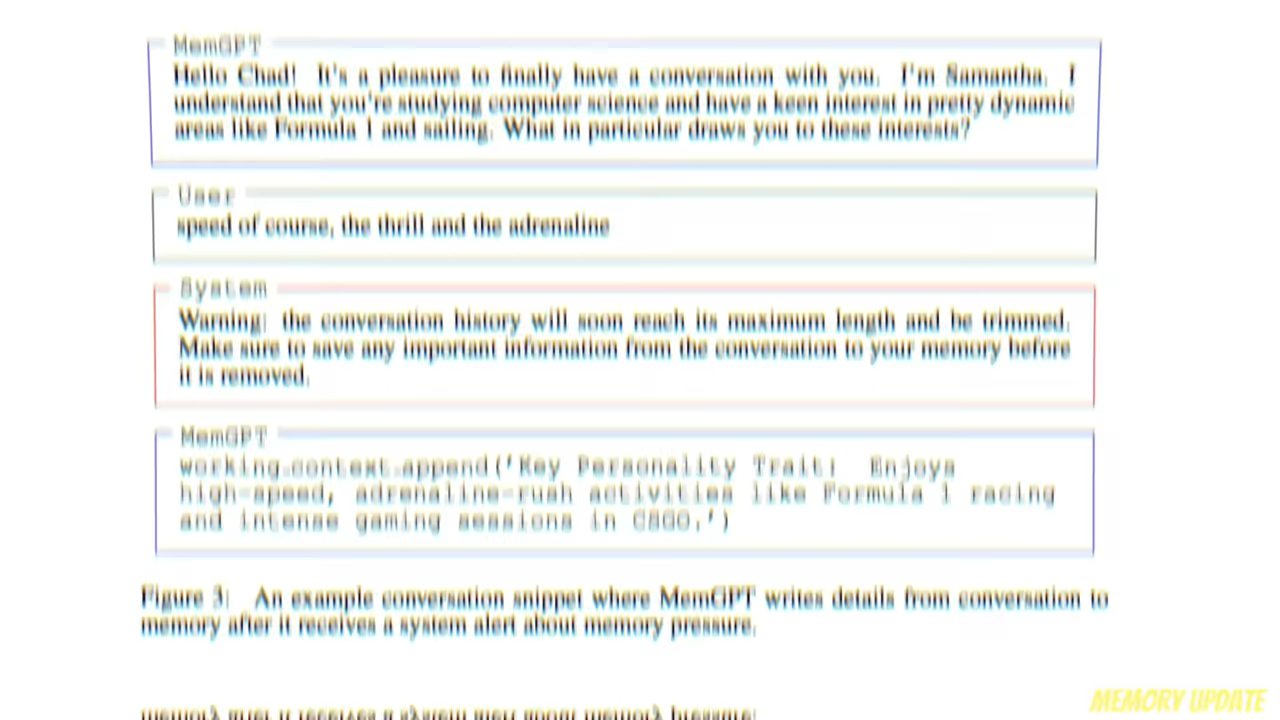 MemGPT
Hello Chad! It's a pleasure to finally have a conversation with you. I'm Samantha. I
understand that you're studying computer science and have a keen interest in pretty dynamic
areas like Formula 1 and sailing. What in particular draws you to these interests?
User
speed of course, the thrill and the adrenaline
System
Warning: the conversation history will soon reach its maximum length and be trimmed.
Make sure to save any important information from the conversation to your memory before
it is removed.
MemGPT
working_context.append('Key Personality Trait: Enjoys
high-speed, adrenaline-rush activities like Formula 1 racing
and intense gaming sessions in CSGO.')
Figure 3: An example conversation snippet where MemGPT writes details from conversation to
memory after it receives a system alert about memory pressure.
MEMORY UPDATE